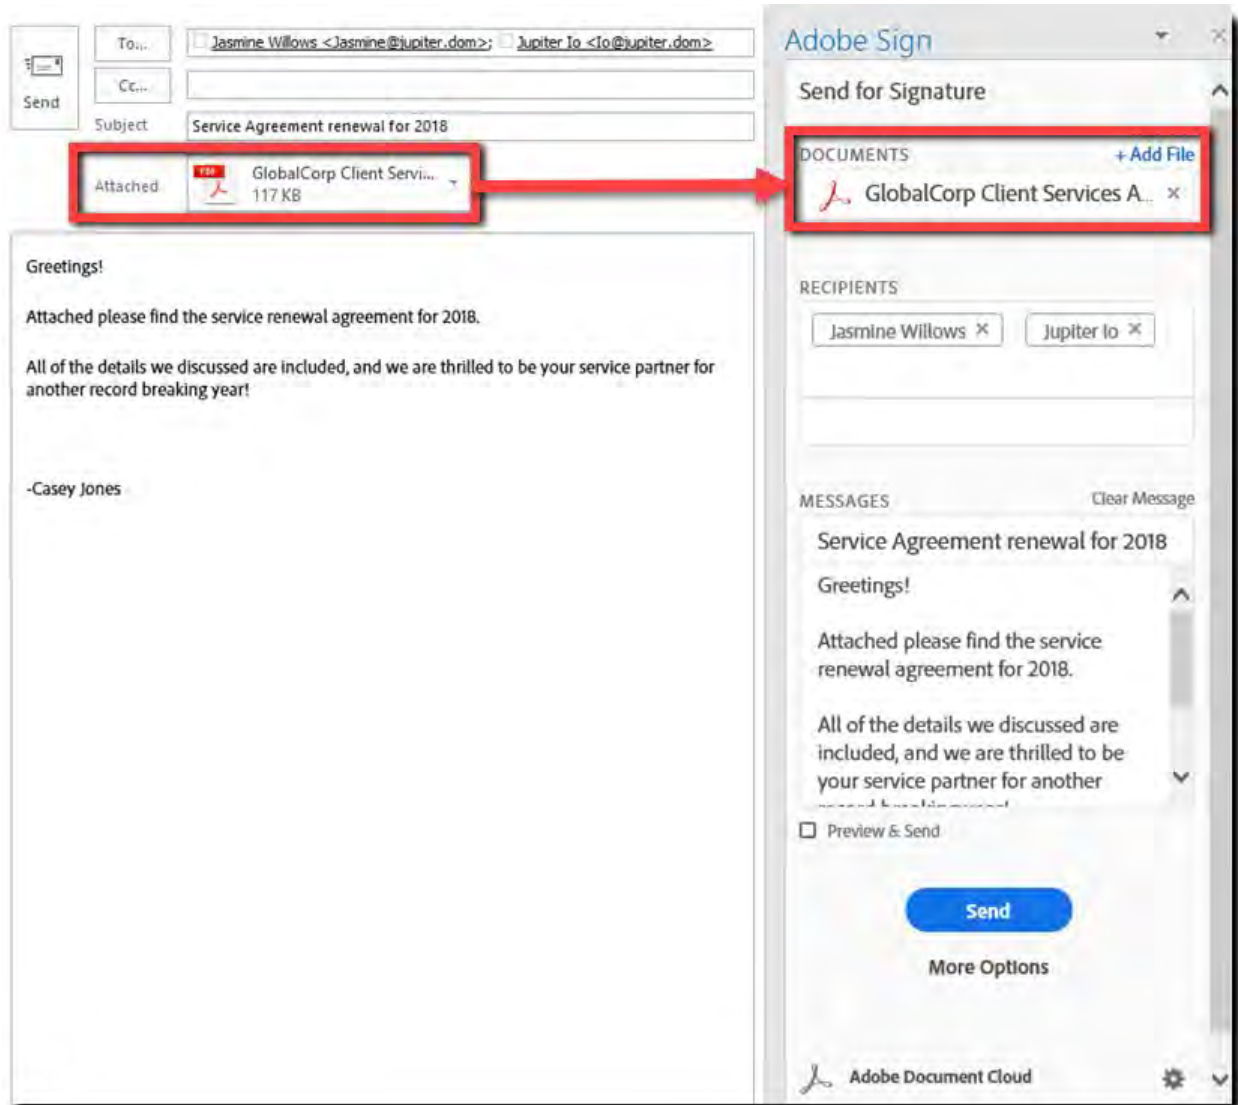 To...
Jasmine Willows <Jasmine@jupiter.dom>; Jupiter Io <Io@jupiter.dom>
Cc...
Send
Subject
Service Agreement renewal for 2018
Attached
PDF
GlobalCorp Client Servi...
117 KB
Greetings!
Attached please find the service renewal agreement for 2018.
All of the details we discussed are included, and we are thrilled to be your service partner for
another record breaking year!
-Casey Jones
Adobe Sign
Send for Signature
DOCUMENTS
+ Add File
GlobalCorp Client Services A...
RECIPIENTS
Jasmine Willows
Jupiter Io
MESSAGES
Clear Message
Service Agreement renewal for 2018
Greetings!
Attached please find the service
renewal agreement for 2018.
All of the details we discussed are
included, and we are thrilled to be
your service partner for another
Preview & Send
Send
More Options
Adobe Document Cloud